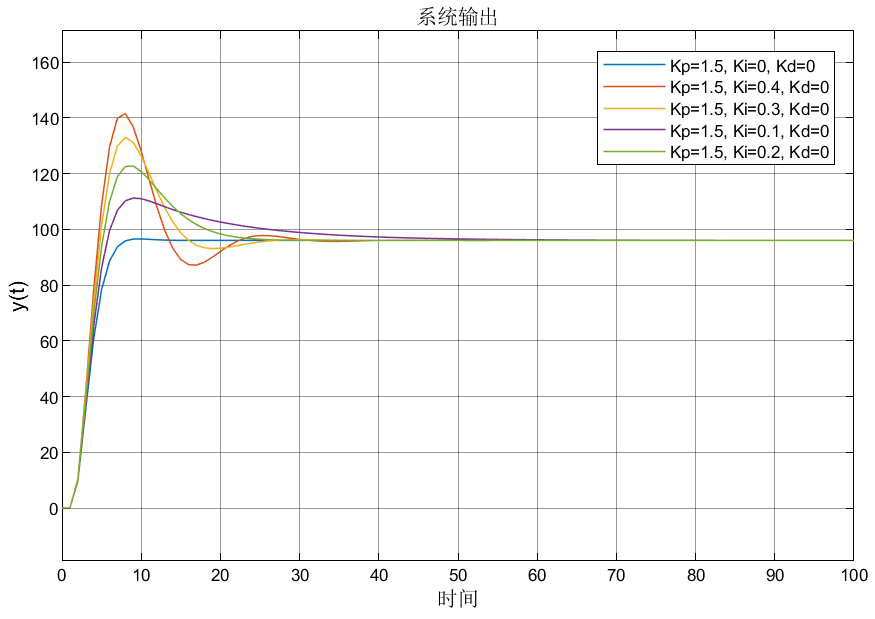 系统输出
Kp=1.5, Ki=0, Kd=0
Kp=1.5, Ki=0.4, Kd=0
Kp=1.5, Ki=0.3, Kd=0
Kp=1.5, Ki=0.1, Kd=0
Kp=1.5, Ki=0.2, Kd=0
160
140
120
100
80
60
40
20
0
y(t)
0 10 20 30 40 50 60 70 80 90 100
时间